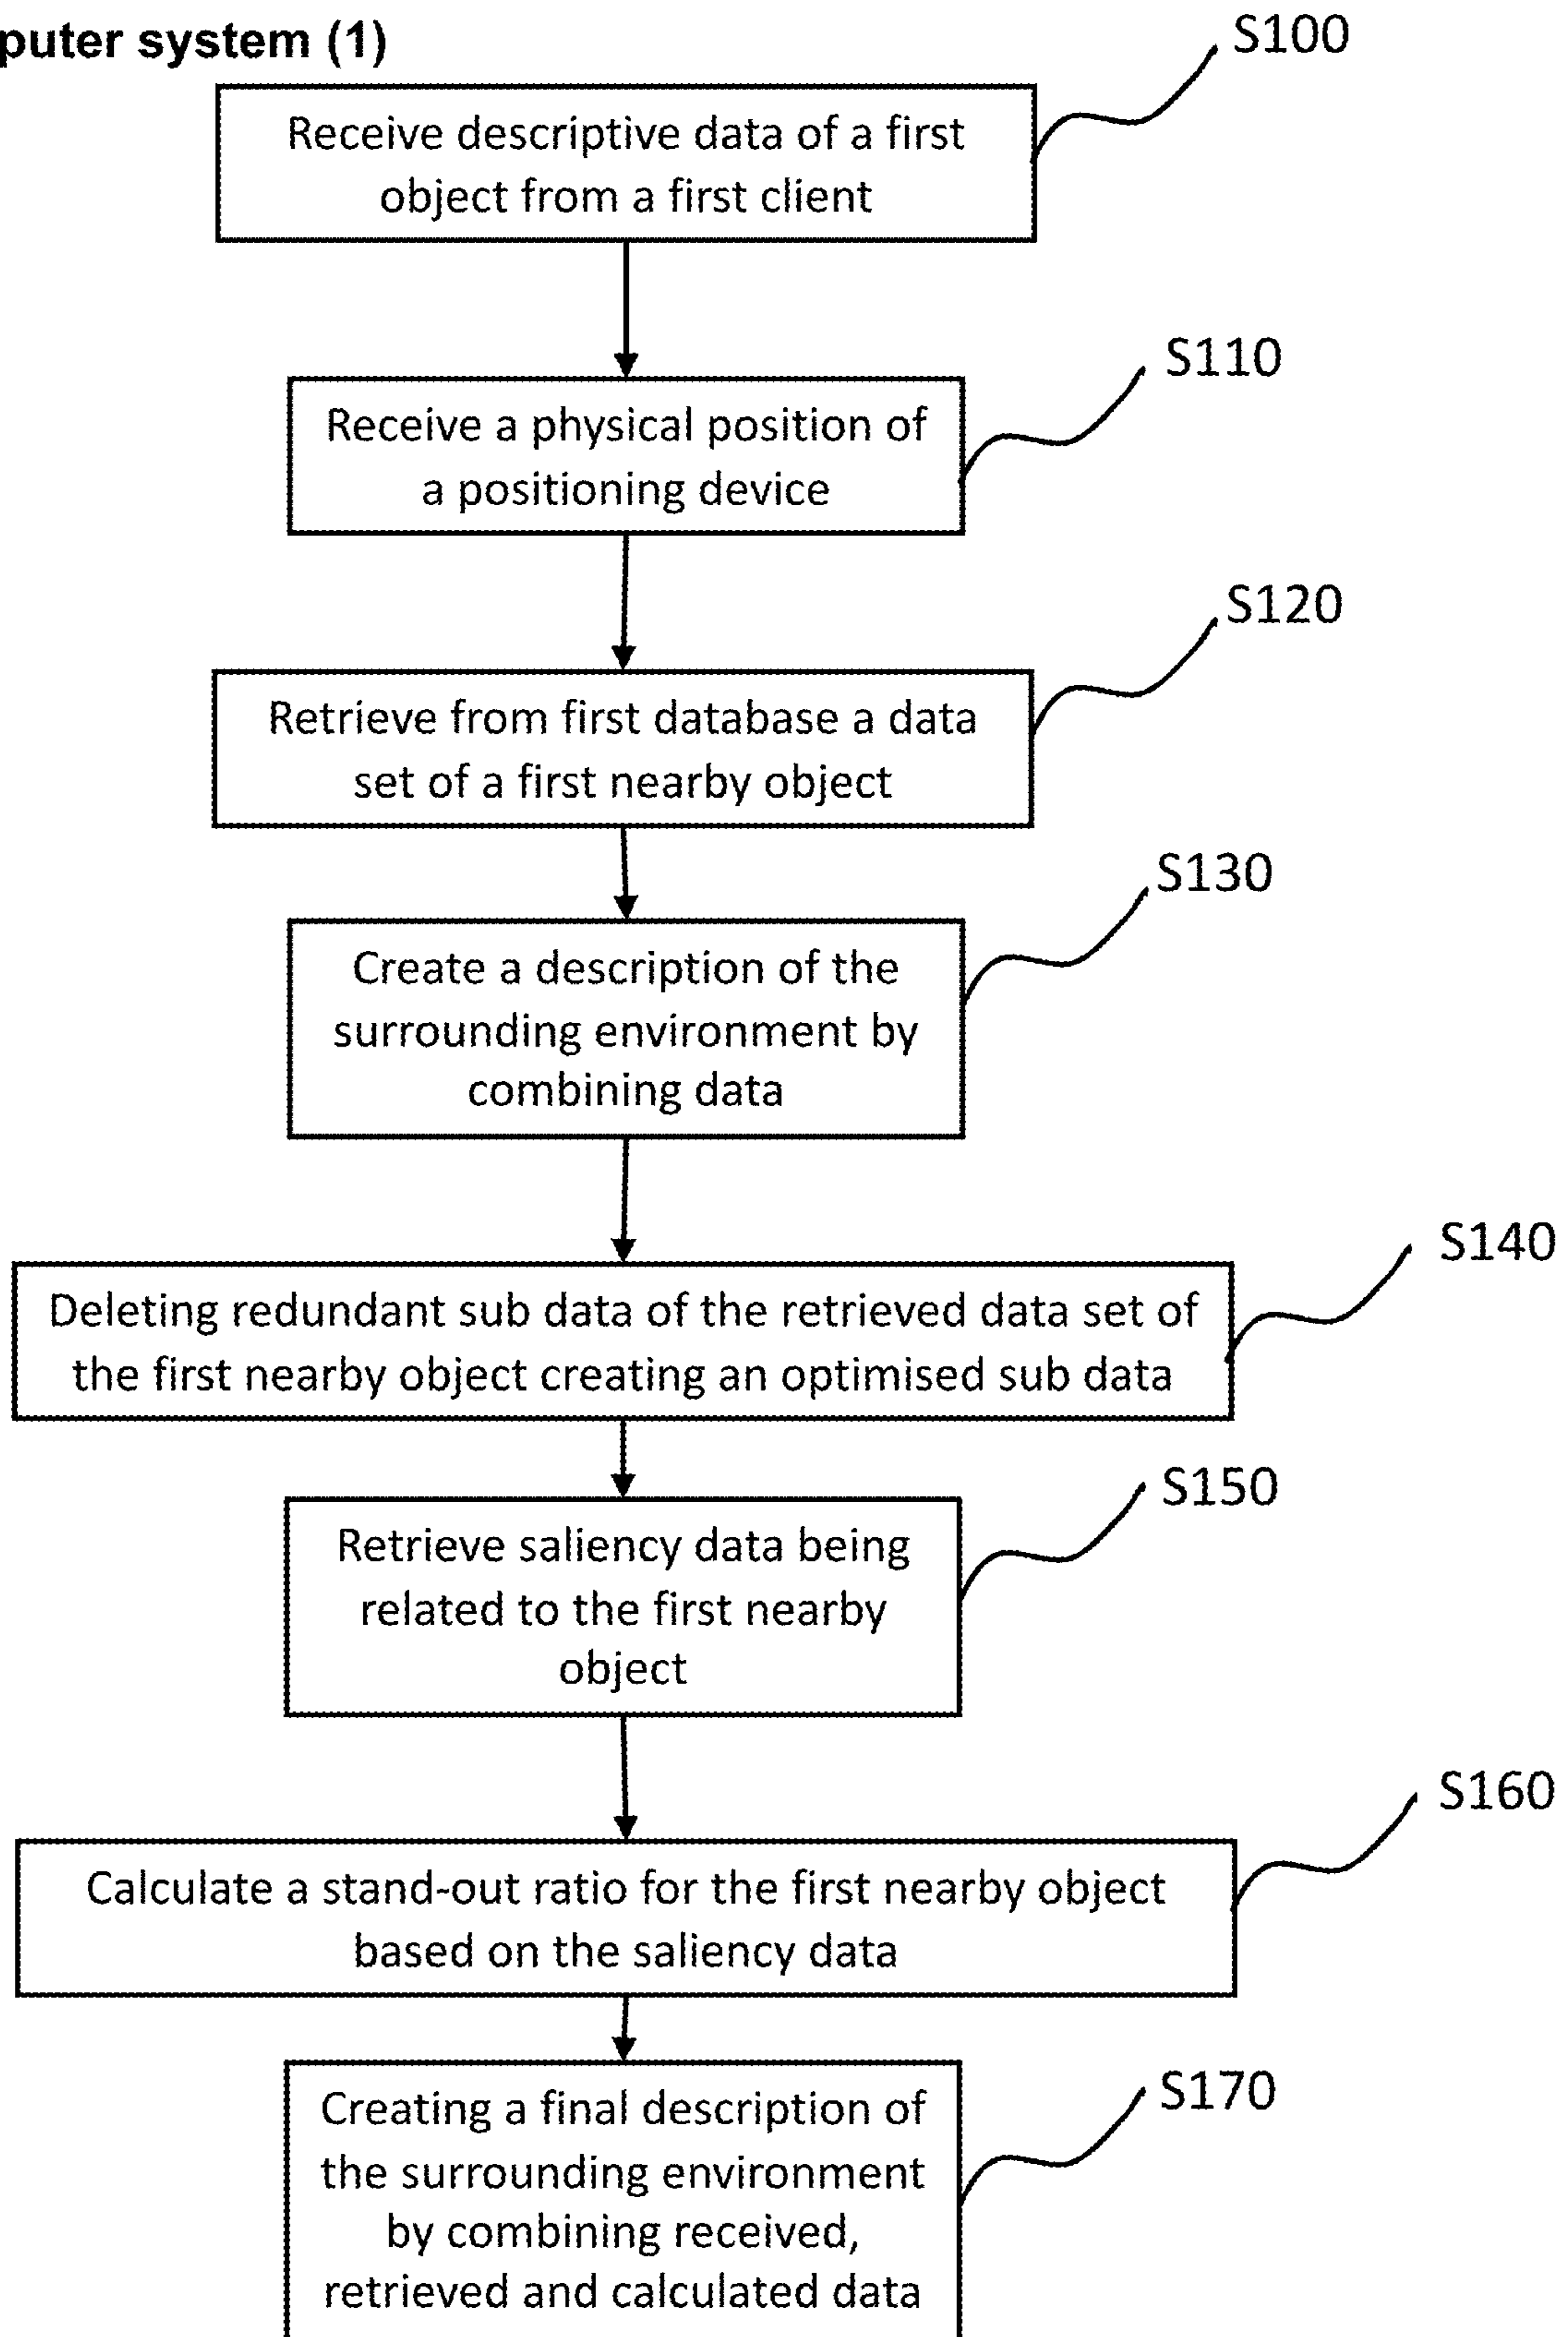 puter system (1)
S100
Receive descriptive data of a first
object from a first client
S110
Receive a physical position of
a positioning device
S120
Retrieve from first database a data
set of a first nearby object
S130
Create a description of the
surrounding environment by
combining data
S140
Deleting redundant sub data of the retrieved data set of
the first nearby object creating an optimised sub data
S150
Retrieve saliency data being
related to the first nearby
object
S160
Calculate a stand-out ratio for the first nearby object
based on the saliency data
S170
Creating a final description of
the surrounding environment
by combining received,
retrieved and calculated data